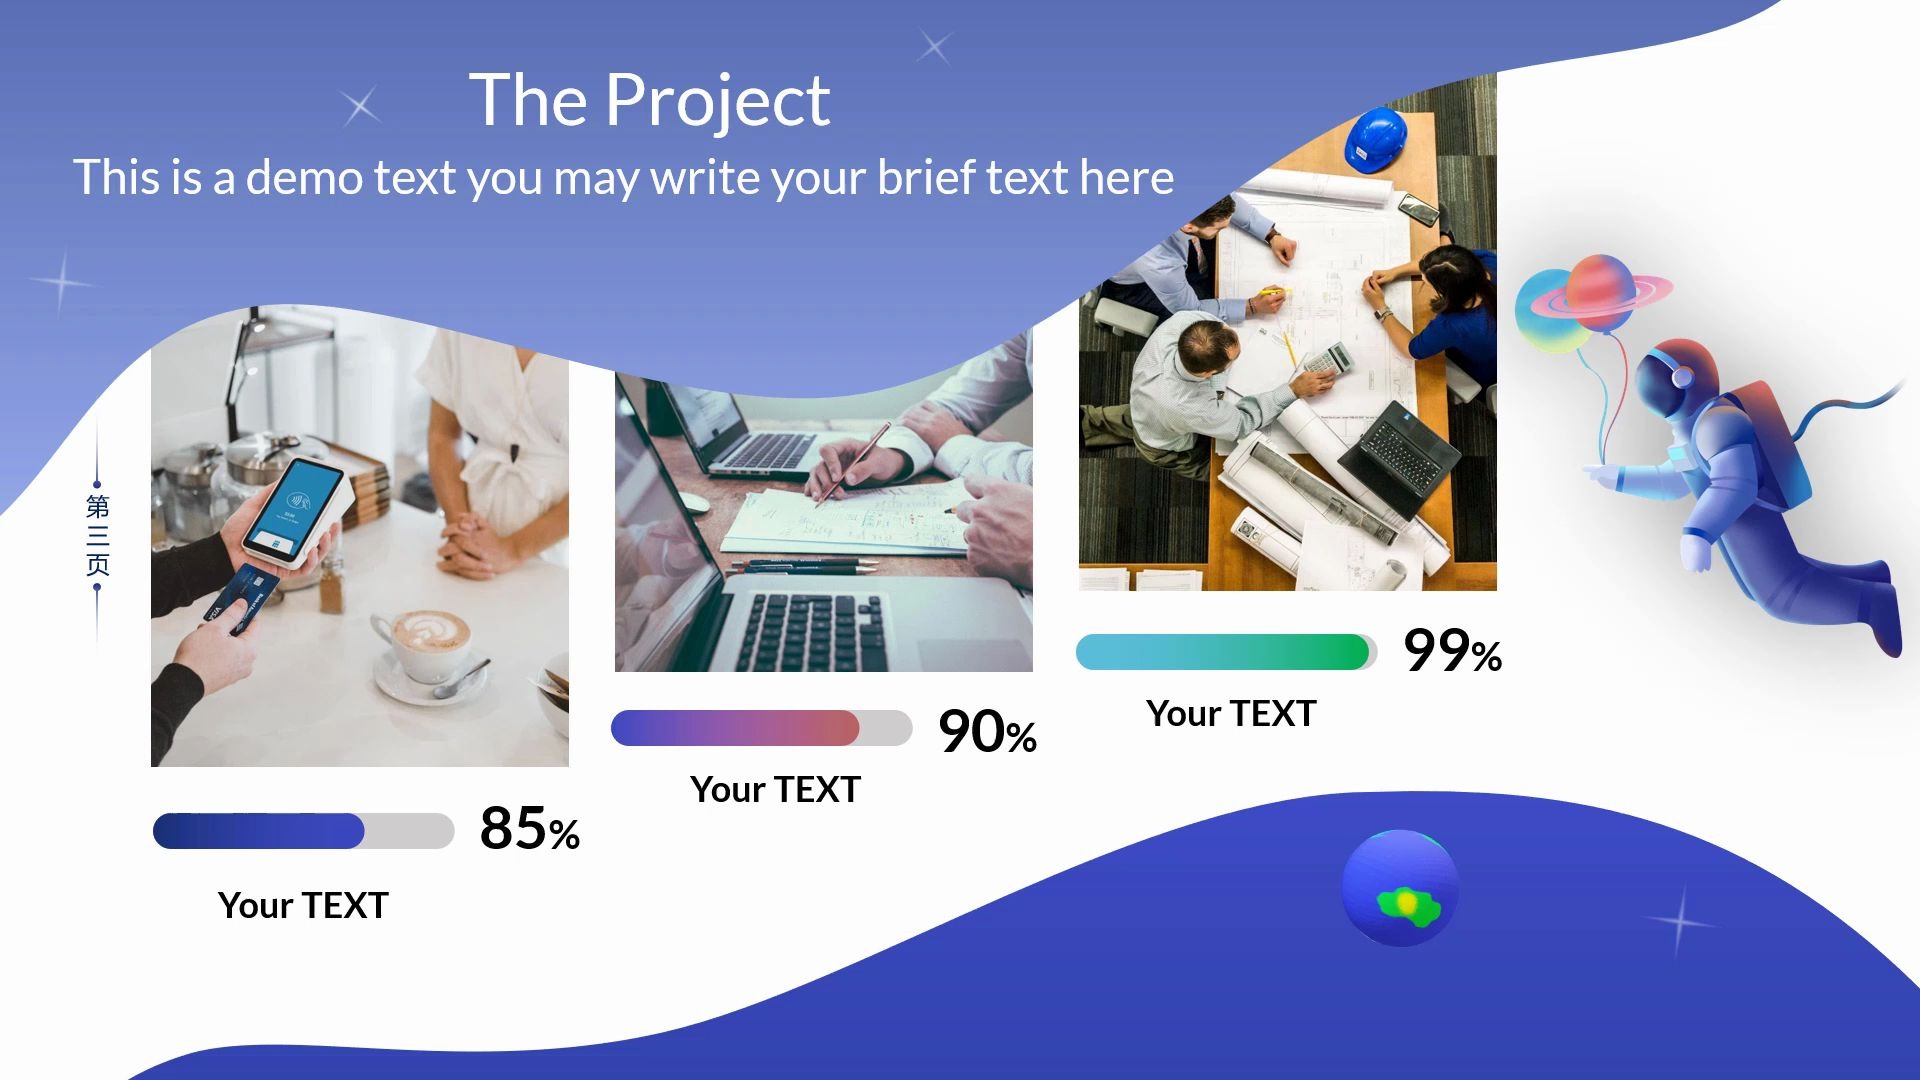 The Project
This is a demo text you may write your brief text here
第
三
页
85%
Your TEXT
90%
Your TEXT
99%
Your TEXT
VISA